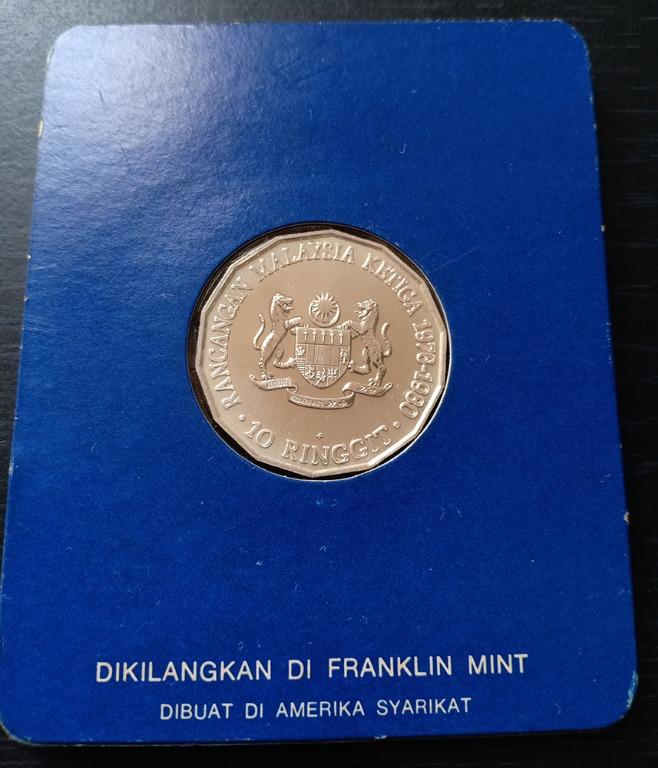 · RANCANGAN MALAYSIA KETIGA 1976-1980 ·
10 RINGGIT
DIKILANGKAN DI FRANKLIN MINT
DIBUAT DI AMERIKA SYARIKAT